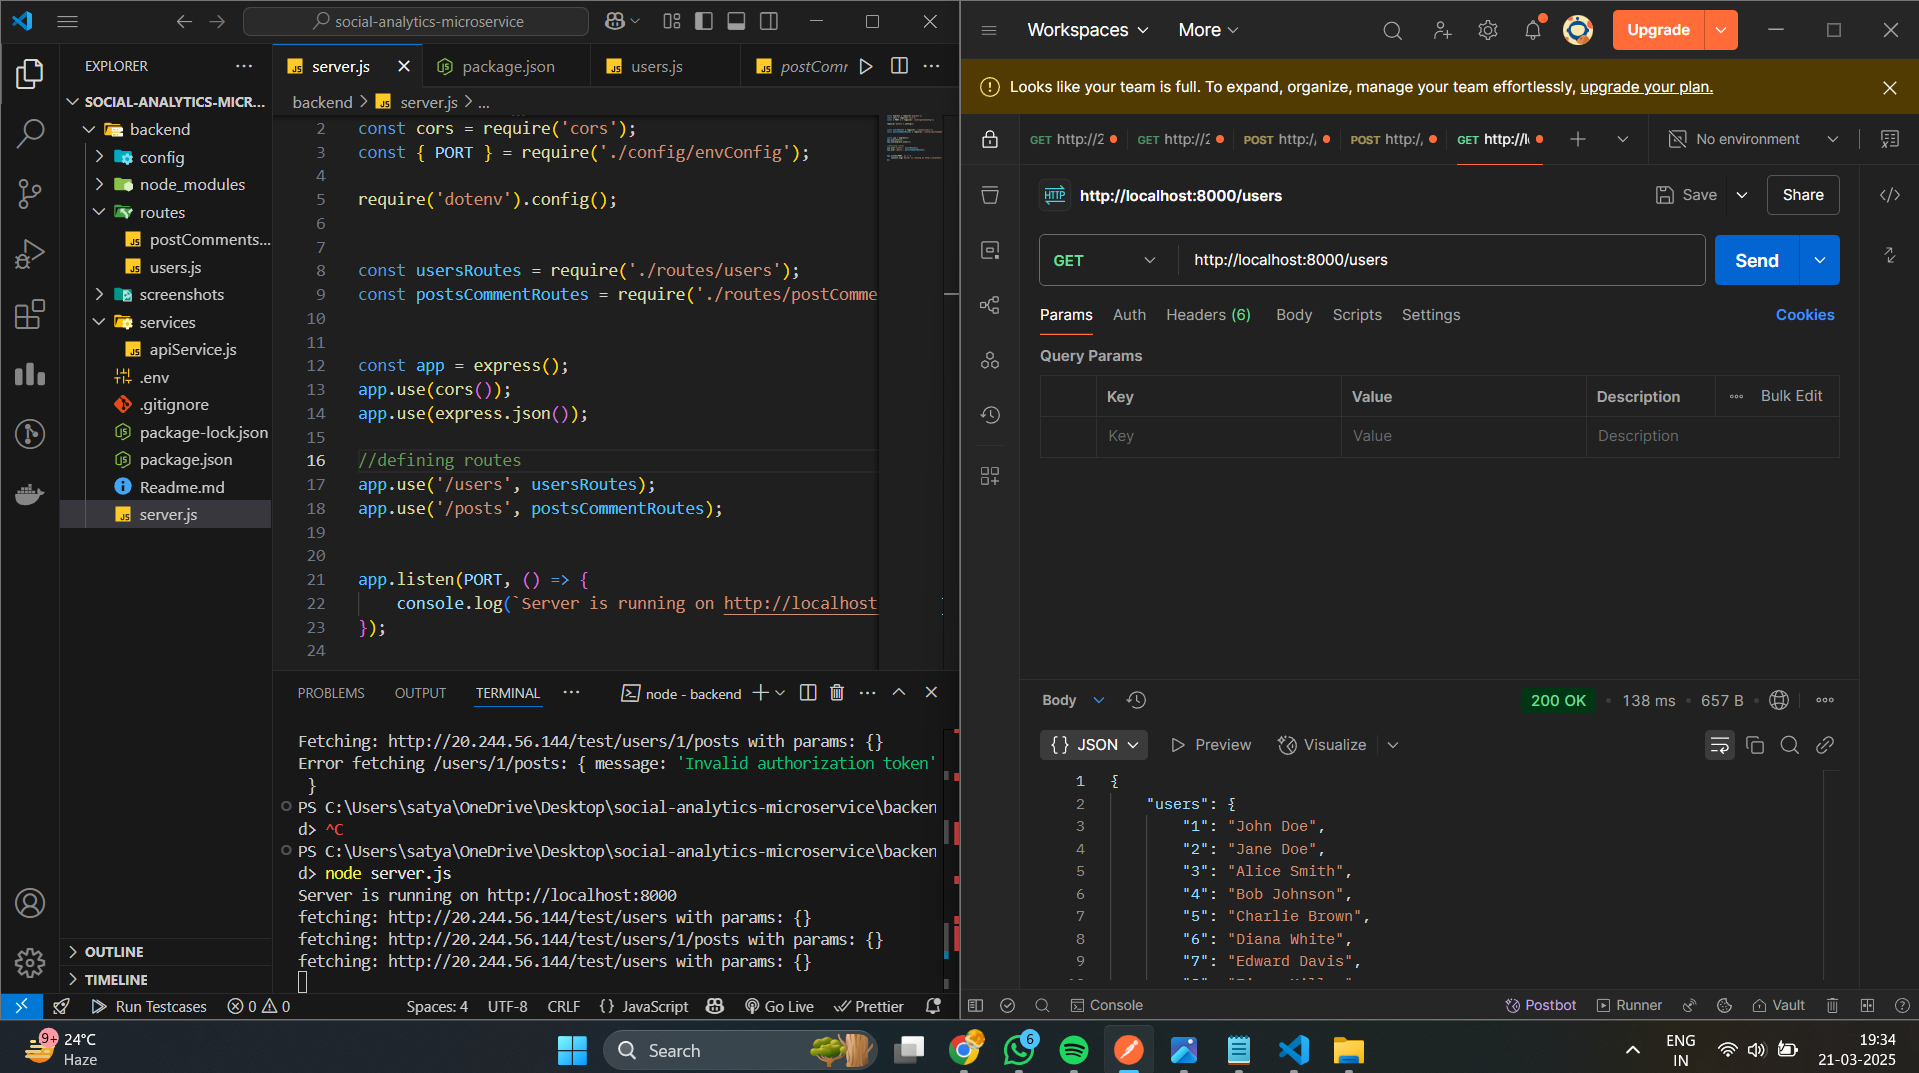 social-analytics-microservice
EXPLORER
SOCIAL-ANALYTICS-MICR...
backend
config
node_modules
routes
postComments...
users.js
screenshots
services
apiService.js
.env
.gitignore
package-lock.json
package.json
Readme.md
server.js
OUTLINE
TIMELINE
server.js
package.json
users.js
postComm
backend > server.js > ...
2 const cors = require('cors');
3 const { PORT } = require('./config/envConfig');
4
5 require('dotenv').config();
6
7
8 const usersRoutes = require('./routes/users');
9 const postsCommentRoutes = require('./routes/postComme
10
11
12 const app = express();
13 app.use(cors());
14 app.use(express.json());
15
16 //defining routes
17 app.use('/users', usersRoutes);
18 app.use('/posts', postsCommentRoutes);
19
20
21 app.listen(PORT, () => {
22 console.log(`Server is running on http://localhost
23 });
24
PROBLEMS OUTPUT TERMINAL ... node - backend
Fetching: http://20.244.56.144/test/users/1/posts with params: {}
Error fetching /users/1/posts: { message: 'Invalid authorization token'
}
PS C:\Users\satya\OneDrive\Desktop\social-analytics-microservice\backen
d> ^C
PS C:\Users\satya\OneDrive\Desktop\social-analytics-microservice\backen
d> node server.js
Server is running on http://localhost:8000
fetching: http://20.244.56.144/test/users with params: {}
fetching: http://20.244.56.144/test/users/1/posts with params: {}
fetching: http://20.244.56.144/test/users with params: {}
Run Testcases 0 0 Spaces: 4 UTF-8 CRLF {} JavaScript Go Live Prettier
Workspaces More Upgrade
Looks like your team is full. To expand, organize, manage your team effortlessly, upgrade your plan.
GET http://2 GET http://2 POST http:/ POST http:/ GET http://l No environment
HTTP http://localhost:8000/users Save Share
GET http://localhost:8000/users Send
Params Auth Headers (6) Body Scripts Settings Cookies
Query Params
Key Value Description Bulk Edit
Key Value Description
Body 200 OK 138 ms 657 B
{} JSON Preview Visualize
1 {
2 "users": {
3 "1": "John Doe",
4 "2": "Jane Doe",
5 "3": "Alice Smith",
6 "4": "Bob Johnson",
7 "5": "Charlie Brown",
8 "6": "Diana White",
9 "7": "Edward Davis",
Console Postbot Runner Vault
9+ 24°C
Haze
Search
6
ENG
IN
19:34
21-03-2025